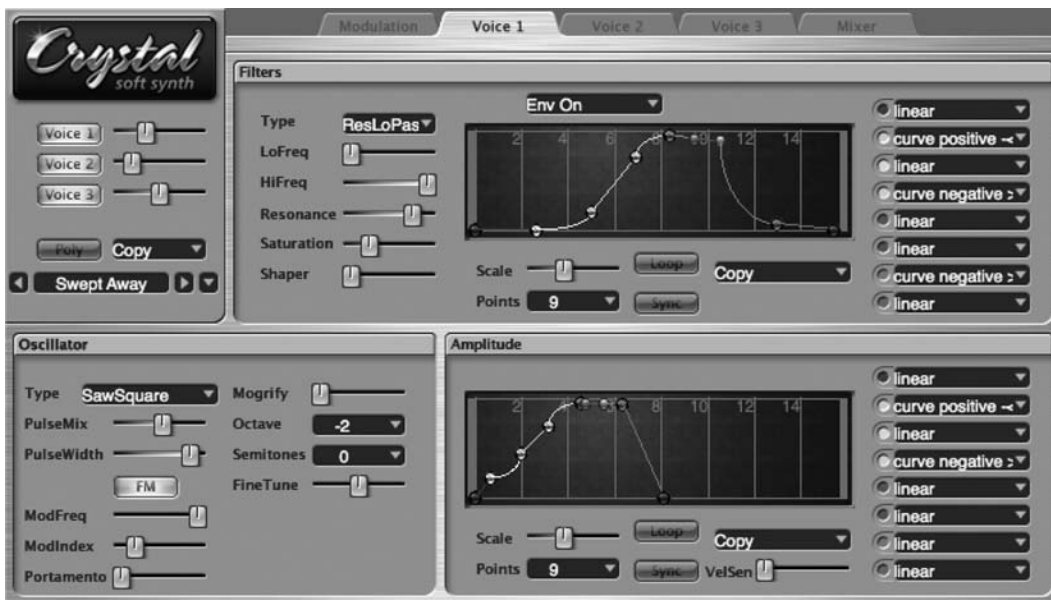 Crystal
soft synth
Modulation
Voice 1
Voice 2
Voice 3
Mixer
Voice 1
Voice 2
Voice 3
Poly
Copy
Swept Away
Filters
Env On
Type
ResLoPas
LoFreq
HiFreq
Resonance
Saturation
Shaper
2 4 6 8 10 12 14
Scale
Loop
Copy
Points
9
Sync
linear
curve positive
linear
curve negative
linear
linear
curve negative
linear
Oscillator
Type
SawSquare
PulseMix
PulseWidth
FM
ModFreq
ModIndex
Portamento
Mogrify
Octave
-2
Semitones
0
FineTune
Amplitude
2 4 6 8 10 12 14
Scale
Loop
Copy
Points
9
Sync
VelSen
linear
curve positive
linear
curve negative
linear
linear
linear
linear